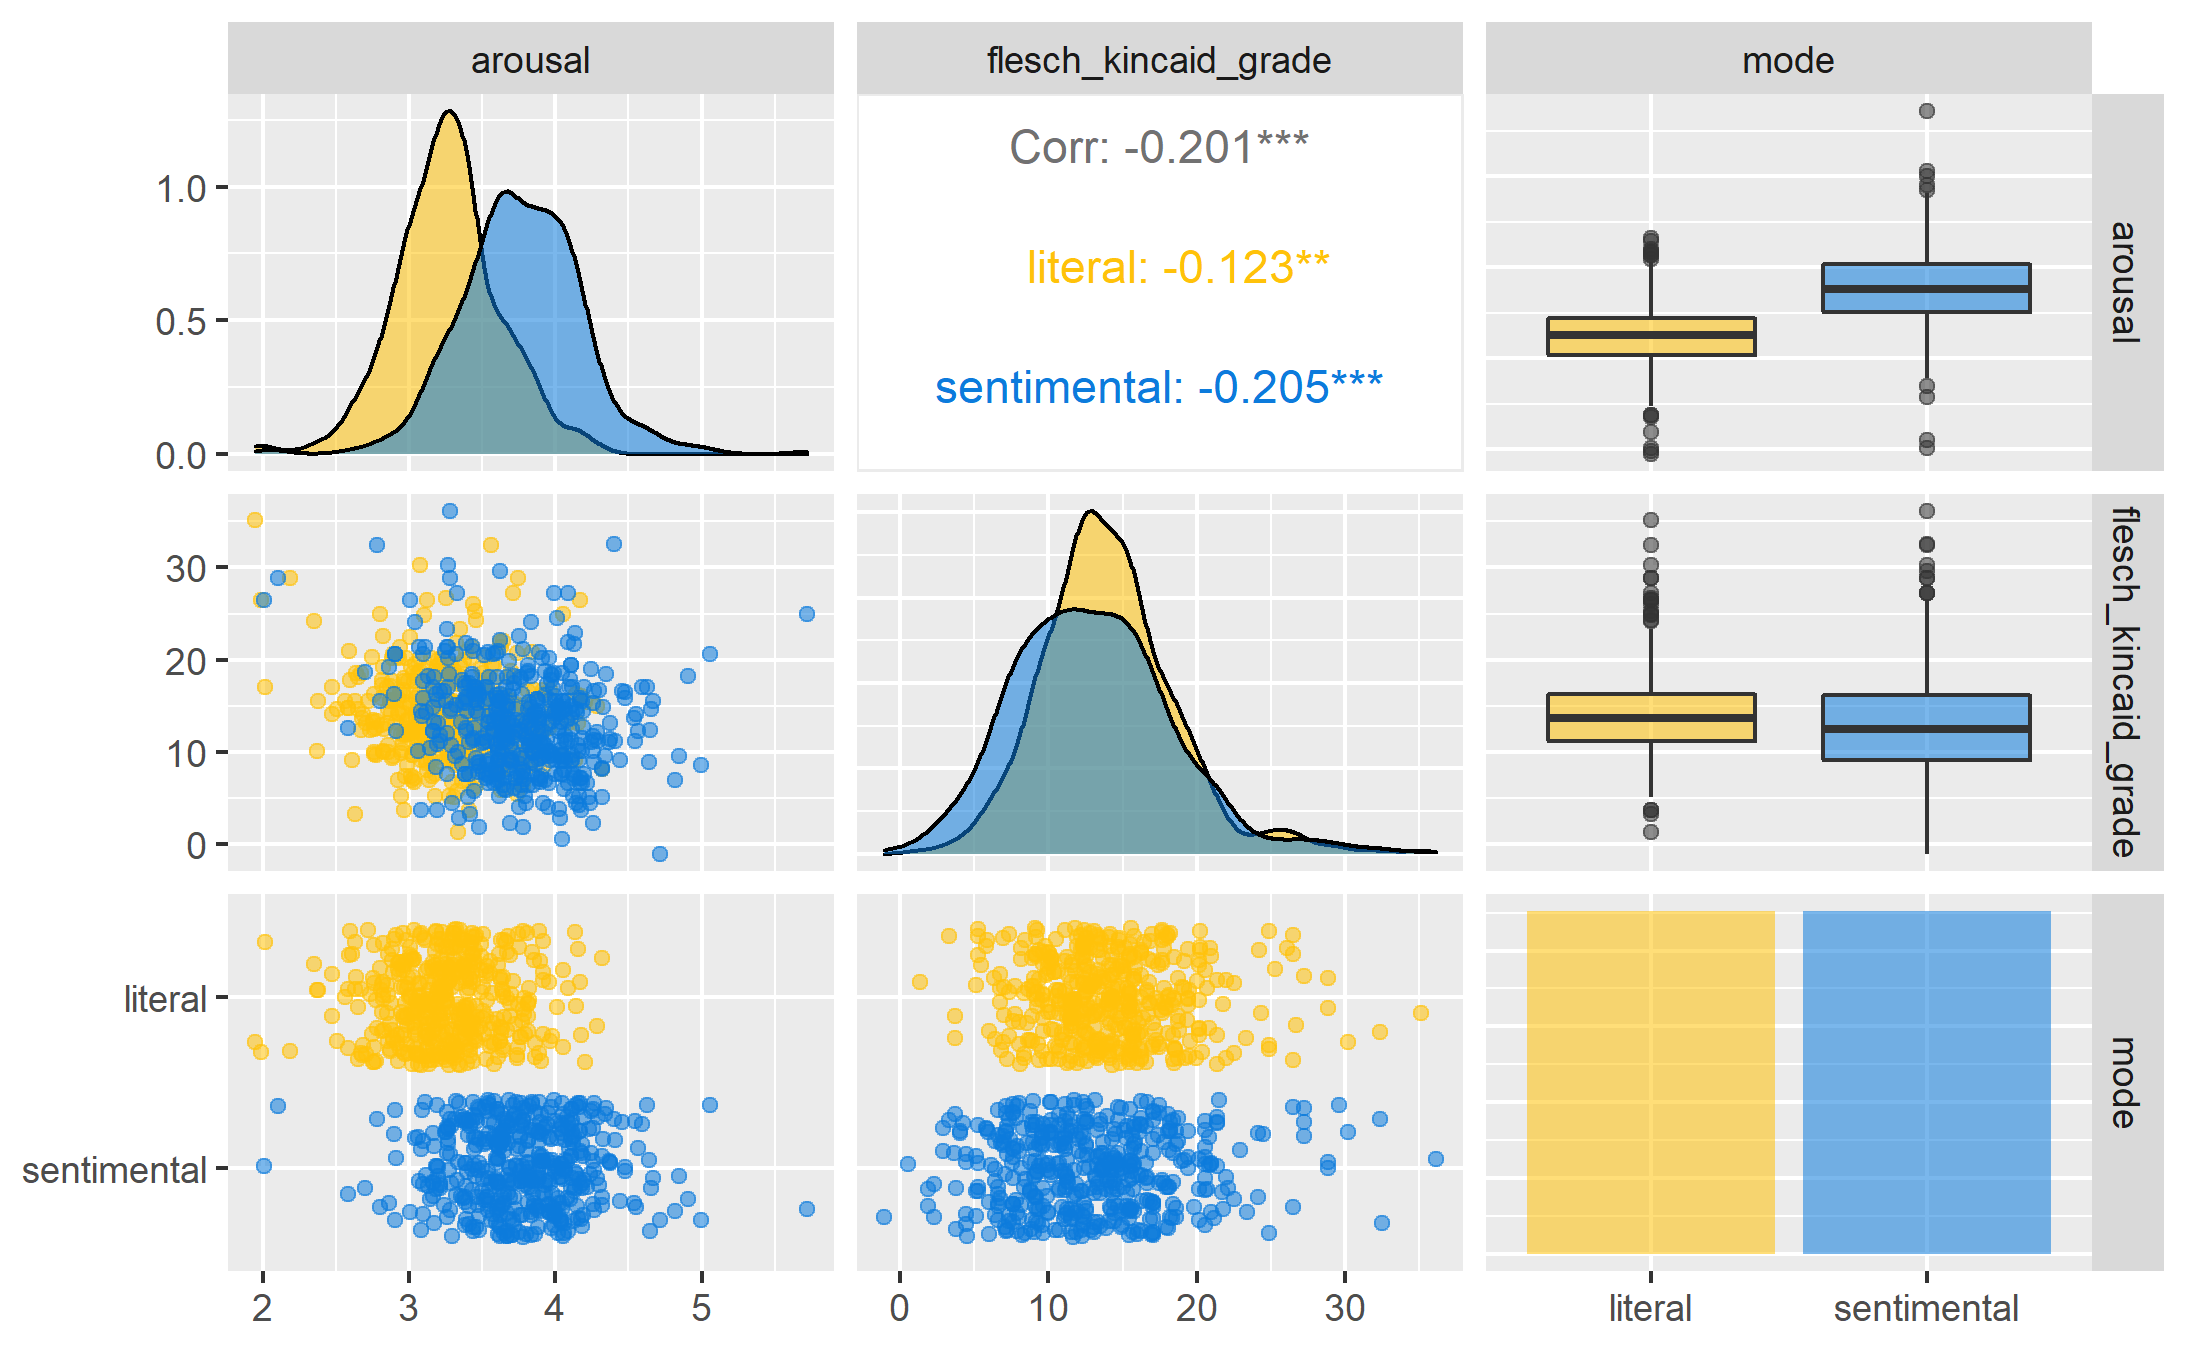 arousal
flesch_kincaid_grade
mode
1.0
0.5
0.0
Corr: -0.201***
literal: -0.123**
sentimental: -0.205***
arousal
30
20
10
0
flesch_kincaid_grade
literal
sentimental
mode
2
3
4
5
0
10
20
30
literal
sentimental